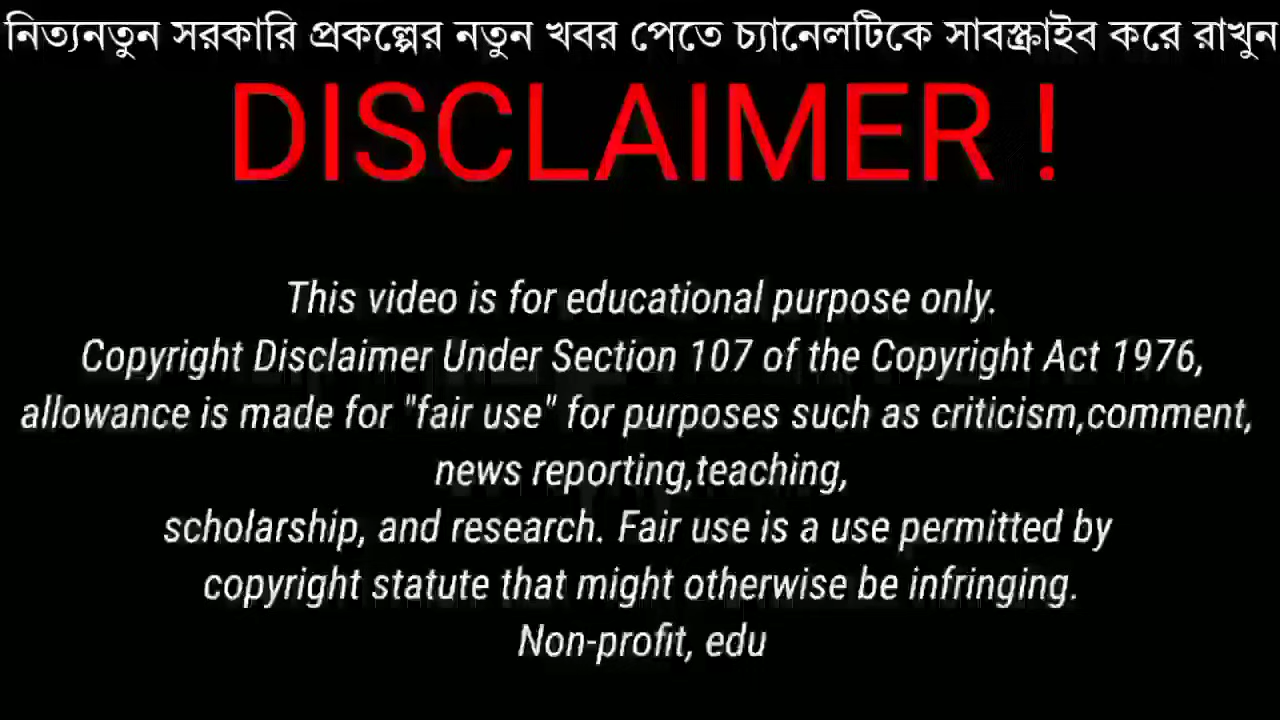 নিত্যনতুন সরকারি প্রকল্পের নতুন খবর পেতে চ্যানেলটিকে সাবস্ক্রাইব করে রাখুন
DISCLAIMER !
This video is for educational purpose only.
Copyright Disclaimer Under Section 107 of the Copyright Act 1976,
allowance is made for "fair use" for purposes such as criticism,comment,
news reporting,teaching,
scholarship, and research. Fair use is a use permitted by
copyright statute that might otherwise be infringing.
Non-profit, edu